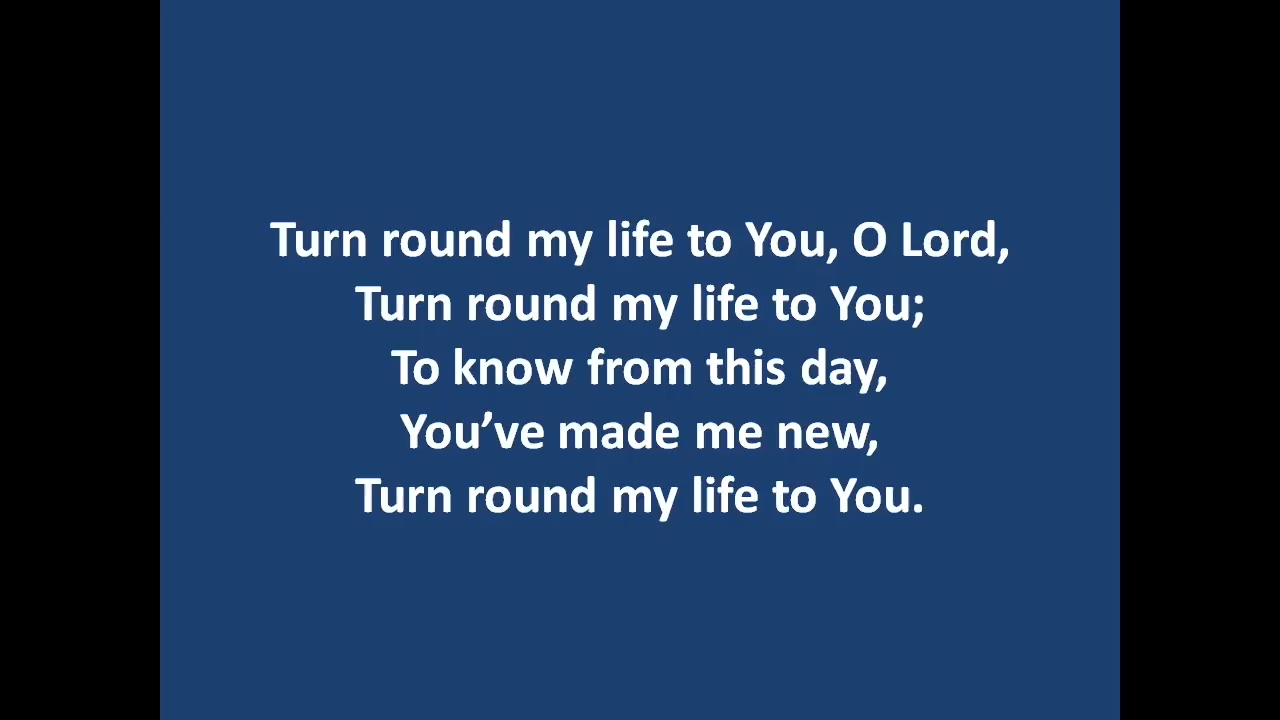 Turn round my life to You, O Lord,
Turn round my life to You;
To know from this day,
You’ve made me new,
Turn round my life to You.